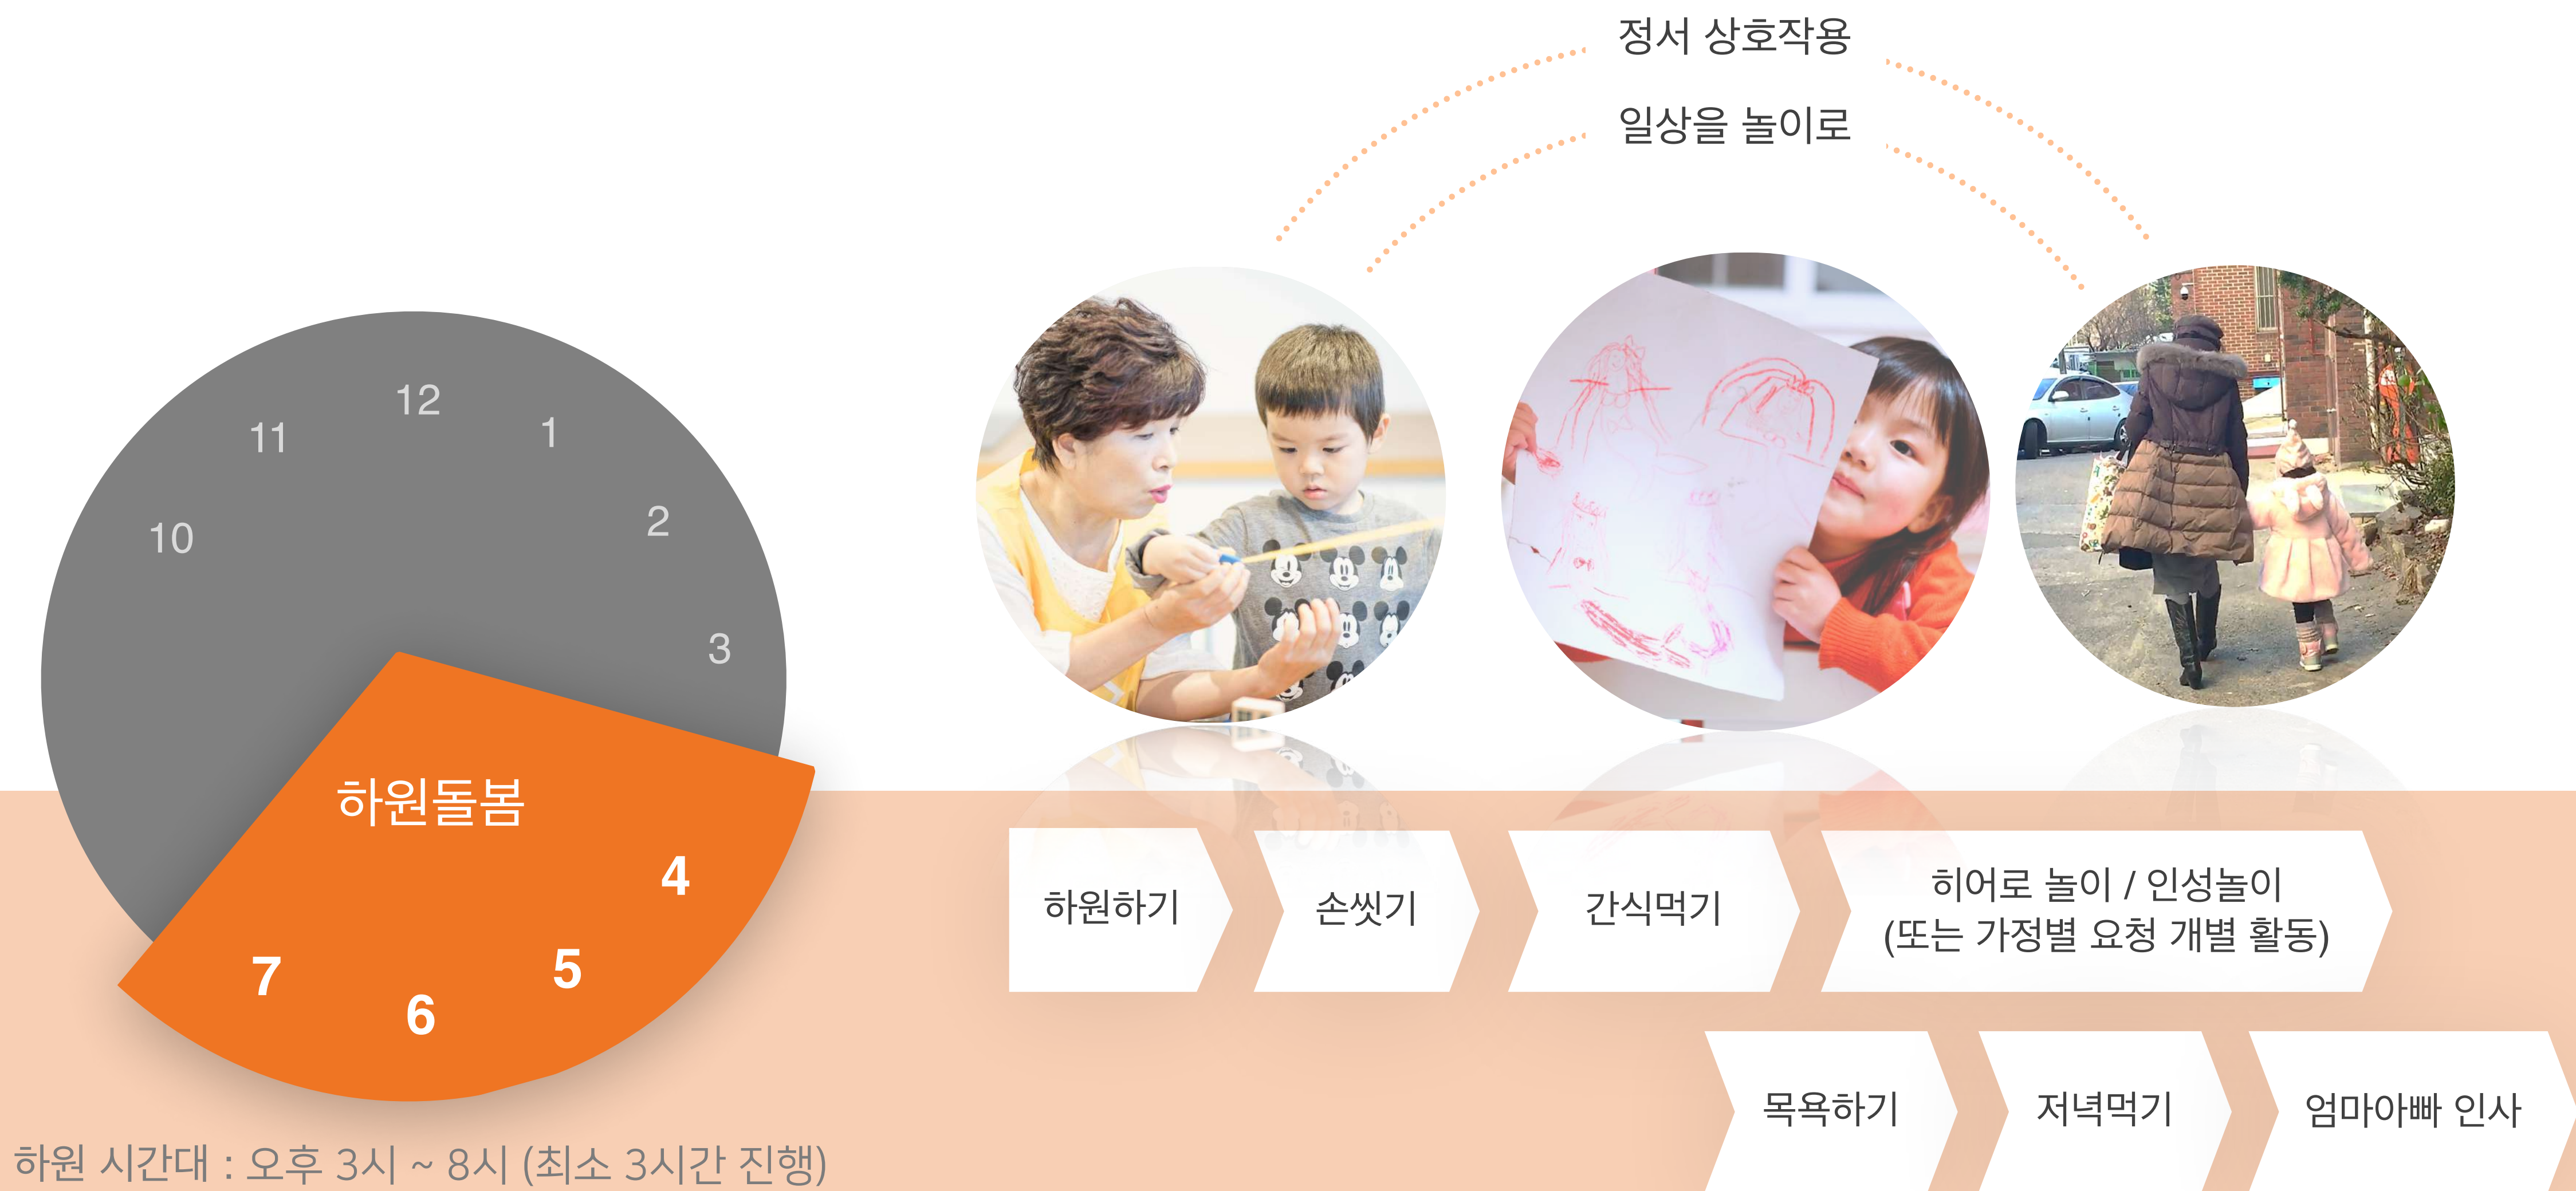 정서 상호작용
일상을 놀이로
12
11
1
10
2
3
하원돌봄
4
5
6
7
하원하기
손씻기
간식먹기
히어로 놀이 / 인성놀이
(또는 가정별 요청 개별 활동)
목욕하기
저녁먹기
엄마아빠 인사
하원 시간대 : 오후 3시 ~ 8시 (최소 3시간 진행)